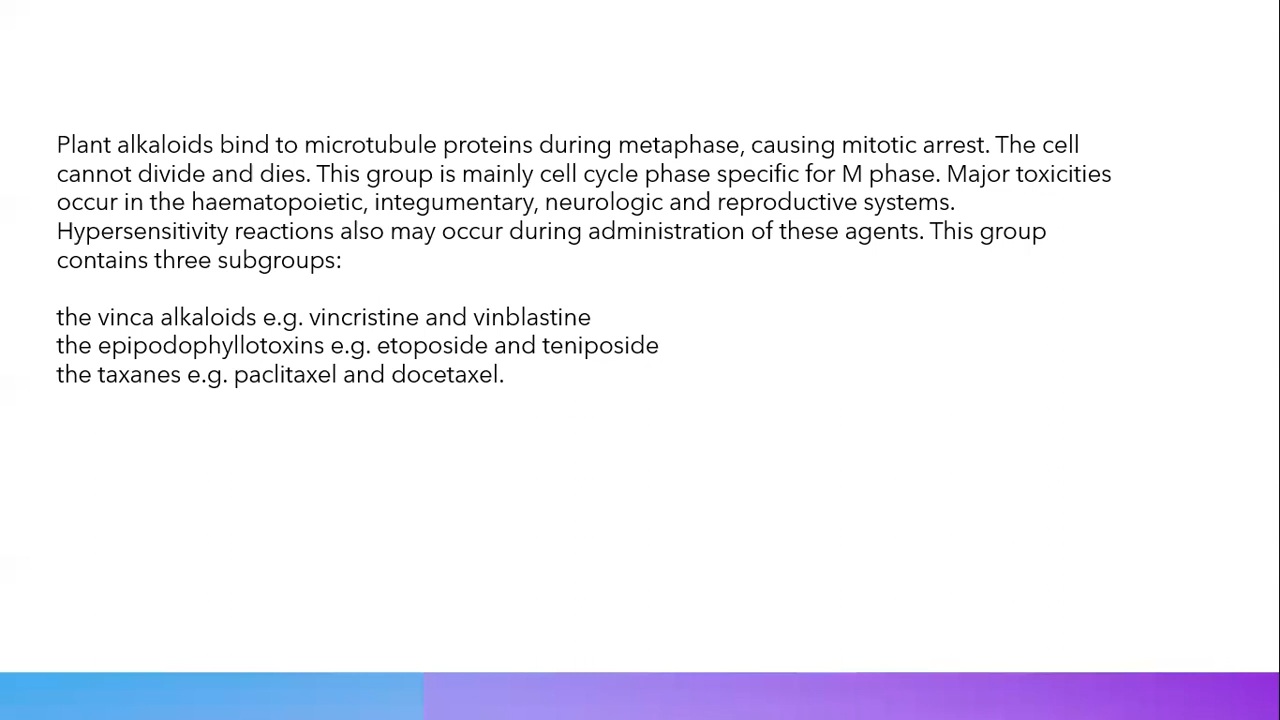 Plant alkaloids bind to microtubule proteins during metaphase, causing mitotic arrest. The cell
cannot divide and dies. This group is mainly cell cycle phase specific for M phase. Major toxicities
occur in the haematopoietic, integumentary, neurologic and reproductive systems.
Hypersensitivity reactions also may occur during administration of these agents. This group
contains three subgroups:
the vinca alkaloids e.g. vincristine and vinblastine
the epipodophyllotoxins e.g. etoposide and teniposide
the taxanes e.g. paclitaxel and docetaxel.